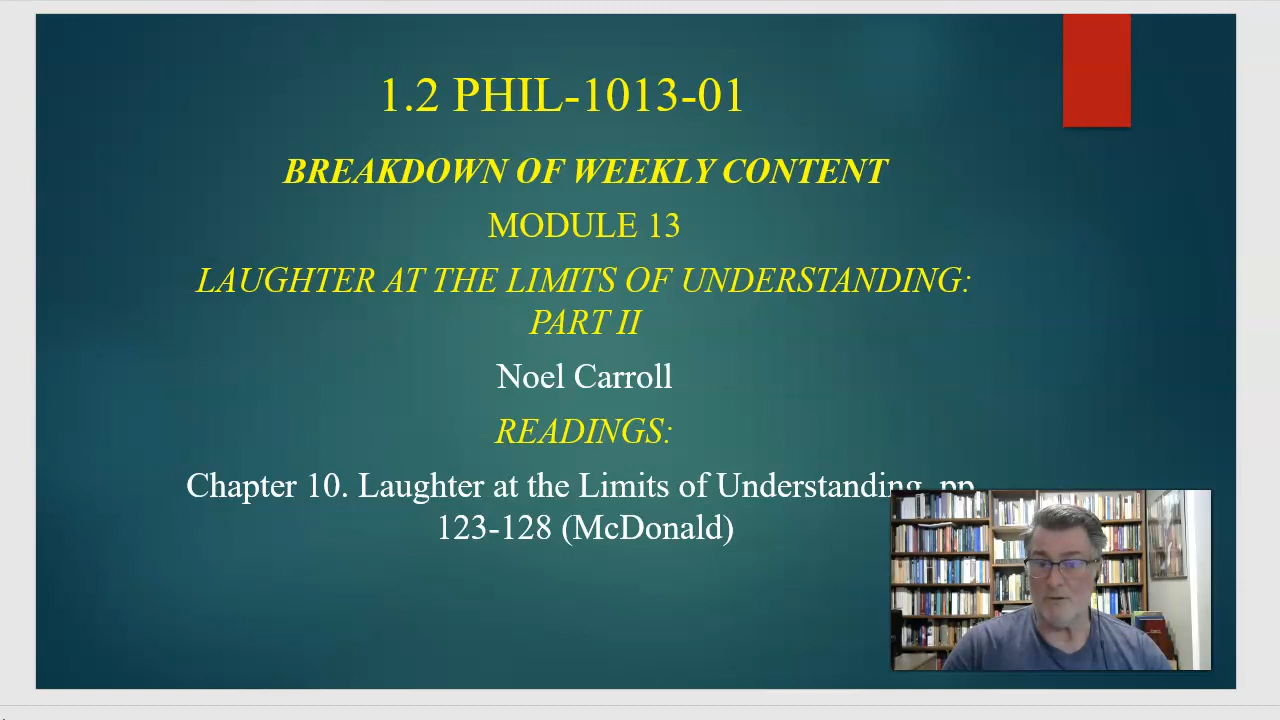 1.2 PHIL-1013-01
BREAKDOWN OF WEEKLY CONTENT
MODULE 13
LAUGHTER AT THE LIMITS OF UNDERSTANDING:
PART II
Noel Carroll
READINGS:
Chapter 10. Laughter at the Limits of Understanding, pp
123-128 (McDonald)